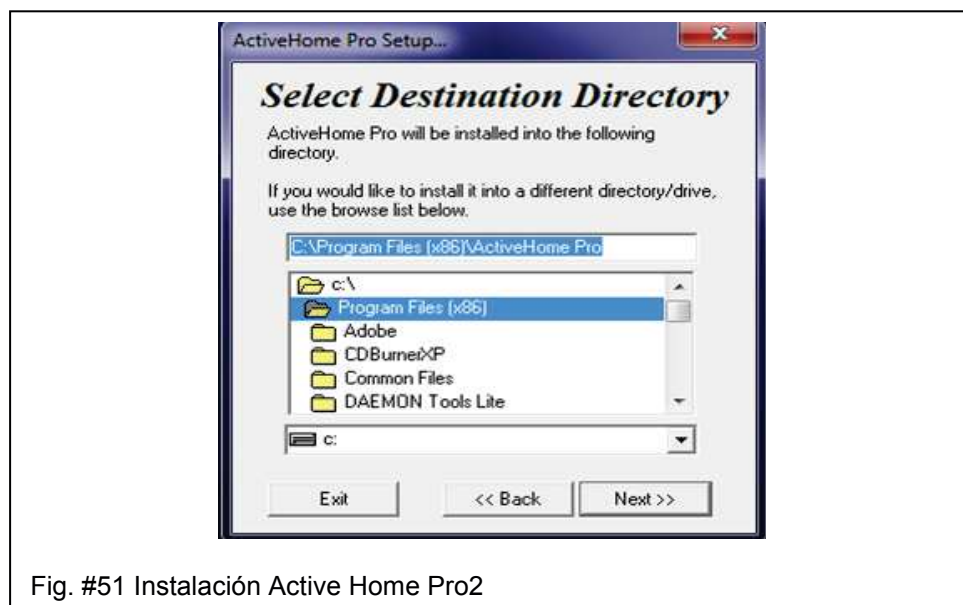 ActiveHome Pro Setup...
Select Destination Directory
ActiveHome Pro will be installed into the following
directory.
If you would like to install it into a different directory/drive,
use the browse list below.
C:\Program Files (x86)\ActiveHome Pro
c:\
Program Files (x86)
Adobe
CDBurnerXP
Common Files
DAEMON Tools Lite
c:
Exit
<< Back
Next >>
Fig. #51 Instalación Active Home Pro2